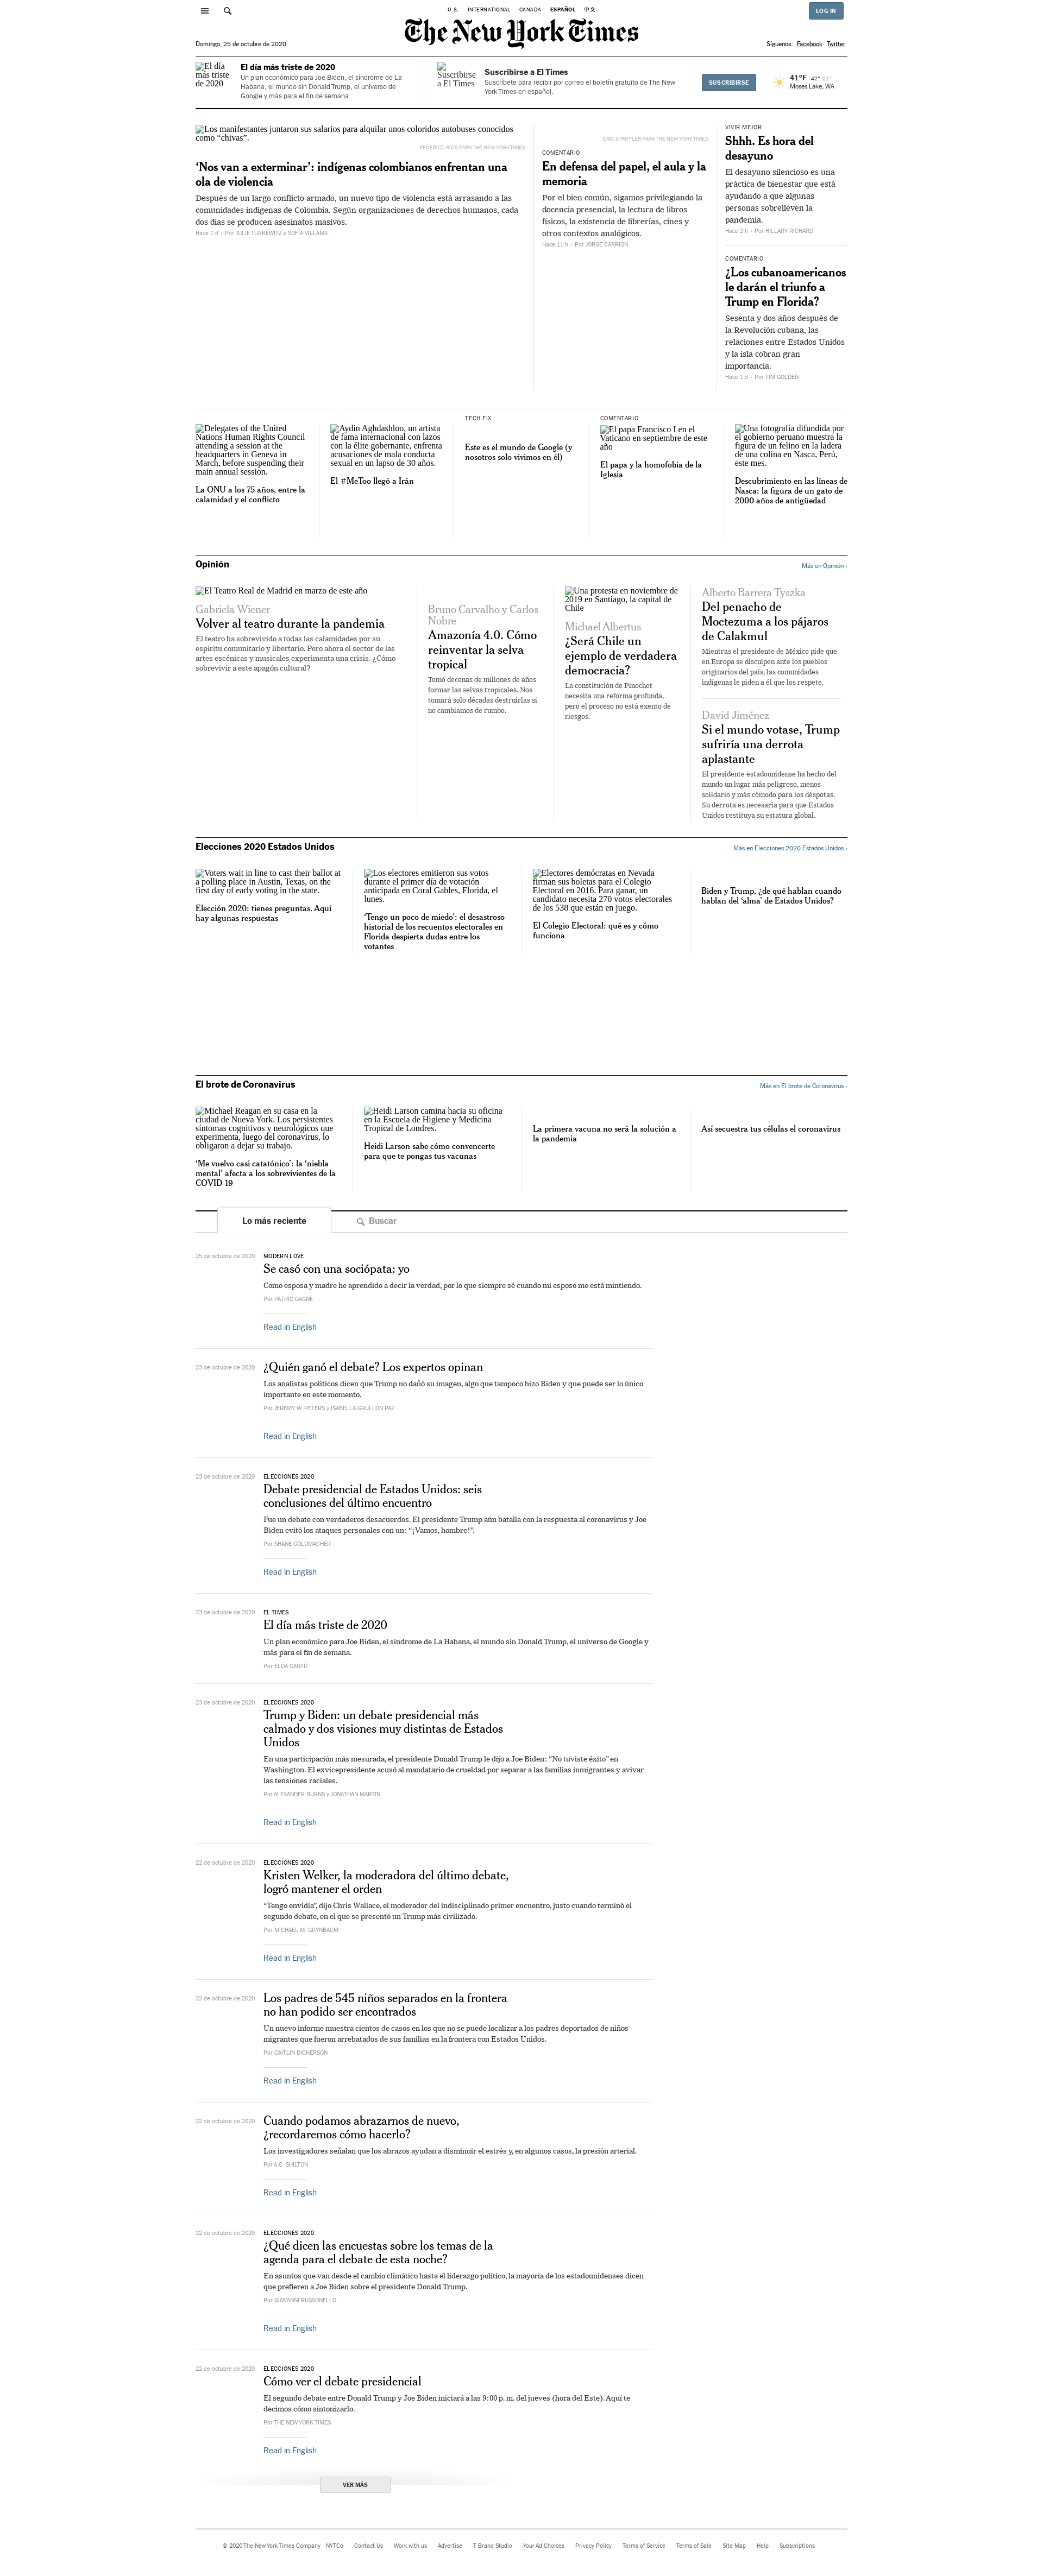 U.S.
INTERNATIONAL
CANADA
ESPAÑOL
中文
LOG IN
The New York Times
Domingo, 25 de octubre de 2020
Síguenos: Facebook Twitter
El día
más triste
de 2020
El día más triste de 2020
Un plan económico para Joe Biden, el síndrome de La
Habana, el mundo sin Donald Trump, el universo de
Google y más para el fin de semana.
Suscribirse
a El Times
Suscribirse a El Times
Suscríbete para recibir por correo el boletín gratuito de The New
York Times en español.
SUSCRIBIRSE
41°F 42° 21°
Moses Lake, WA
Los manifestantes juntaron sus salarios para alquilar unos coloridos autobuses conocidos
como “chivas”.
FEDERICO RIOS PARA THE NEW YORK TIMES
‘Nos van a exterminar’: indígenas colombianos enfrentan una
ola de violencia
Después de un largo conflicto armado, un nuevo tipo de violencia está arrasando a las
comunidades indígenas de Colombia. Según organizaciones de derechos humanos, cada
dos días se producen asesinatos masivos.
Hace 1 d • Por JULIE TURKEWITZ y SOFÍA VILLAMIL
ERIC STRIFFLER PARA THE NEW YORK TIMES
COMENTARIO
En defensa del papel, el aula y la
memoria
Por el bien común, sigamos privilegiando la
docencia presencial, la lectura de libros
físicos, la existencia de librerías, cines y
otros contextos analógicos.
Hace 11 h • Por JORGE CARRIÓN
VIVIR MEJOR
Shhh. Es hora del
desayuno
El desayuno silencioso es una
práctica de bienestar que está
ayudando a que algunas
personas sobrelleven la
pandemia.
Hace 2 h • Por HILLARY RICHARD
COMENTARIO
¿Los cubanoamericanos
le darán el triunfo a
Trump en Florida?
Sesenta y dos años después de
la Revolución cubana, las
relaciones entre Estados Unidos
y la isla cobran gran
importancia.
Hace 1 d • Por TIM GOLDEN
Delegates of the United
Nations Human Rights Council
attending a session at the
headquarters in Geneva in
March, before suspending their
main annual session.
La ONU a los 75 años, entre la
calamidad y el conflicto
Aydin Aghdashloo, un artista
de fama internacional con lazos
con la élite gobernante, enfrenta
acusaciones de mala conducta
sexual en un lapso de 30 años.
El #MeToo llegó a Irán
TECH FIX
Este es el mundo de Google (y
nosotros solo vivimos en él)
COMENTARIO
El papa Francisco I en el
Vaticano en septiembre de este
año
El papa y la homofobia de la
Iglesia
Una fotografía difundida por
el gobierno peruano muestra la
figura de un felino en la ladera
de una colina en Nasca, Perú,
este mes.
Descubrimiento en las líneas de
Nasca: la figura de un gato de
2000 años de antigüedad
Opinión
Más en Opinión ›
El Teatro Real de Madrid en marzo de este año
Gabriela Wiener
Volver al teatro durante la pandemia
El teatro ha sobrevivido a todas las calamidades por su
espíritu comunitario y libertario. Pero ahora el sector de las
artes escénicas y musicales experimenta una crisis. ¿Cómo
sobrevivir a este apagón cultural?
Bruno Carvalho y Carlos
Nobre
Amazonía 4.0. Cómo
reinventar la selva
tropical
Tomó decenas de millones de años
formar las selvas tropicales. Nos
tomará solo décadas destruirlas si
no cambiamos de rumbo.
Una protesta en noviembre de
2019 en Santiago, la capital de
Chile
Michael Albertus
¿Será Chile un
ejemplo de verdadera
democracia?
La constitución de Pinochet
necesita una reforma profunda,
pero el proceso no está exento de
riesgos.
Alberto Barrera Tyszka
Del penacho de
Moctezuma a los pájaros
de Calakmul
Mientras el presidente de México pide que
en Europa se disculpen ante los pueblos
originarios del país, las comunidades
indígenas le piden a él que los respete.
David Jiménez
Si el mundo votase, Trump
sufriría una derrota
aplastante
El presidente estadounidense ha hecho del
mundo un lugar más peligroso, menos
solidario y más cómodo para los déspotas.
Su derrota es necesaria para que Estados
Unidos restituya su estatura global.
Elecciones 2020 Estados Unidos
Más en Elecciones 2020 Estados Unidos ›
Voters wait in line to cast their ballot at
a polling place in Austin, Texas, on the
first day of early voting in the state.
Elección 2020: tienes preguntas. Aquí
hay algunas respuestas
Los electores emitieron sus votos
durante el primer día de votación
anticipada en Coral Gables, Florida, el
lunes.
‘Tengo un poco de miedo’: el desastroso
historial de los recuentos electorales en
Florida despierta dudas entre los
votantes
Electores demócratas en Nevada
firman sus boletas para el Colegio
Electoral en 2016. Para ganar, un
candidato necesita 270 votos electorales
de los 538 que están en juego.
El Colegio Electoral: qué es y cómo
funciona
Biden y Trump, ¿de qué hablan cuando
hablan del ‘alma’ de Estados Unidos?
El brote de Coronavirus
Más en El brote de Coronavirus ›
Michael Reagan en su casa en la
ciudad de Nueva York. Los persistentes
síntomas cognitivos y neurológicos que
experimenta, luego del coronavirus, lo
obligaron a dejar su trabajo.
‘Me vuelvo casi catatónico’: la ‘niebla
mental’ afecta a los sobrevivientes de la
COVID-19
Heidi Larson camina hacia su oficina
en la Escuela de Higiene y Medicina
Tropical de Londres.
Heidi Larson sabe cómo convencerte
para que te pongas tus vacunas
La primera vacuna no será la solución a
la pandemia
Así secuestra tus células el coronavirus
Lo más reciente
Buscar
25 de octubre de 2020
MODERN LOVE
Se casó con una sociópata: yo
Como esposa y madre he aprendido a decir la verdad, por lo que siempre sé cuando mi esposo me está mintiendo.
Por PATRIC GAGNE
Read in English
23 de octubre de 2020
¿Quién ganó el debate? Los expertos opinan
Los analistas políticos dicen que Trump no dañó su imagen, algo que tampoco hizo Biden y que puede ser lo único
importante en este momento.
Por JEREMY W. PETERS y ISABELLA GRULLÓN PAZ
Read in English
23 de octubre de 2020
ELECCIONES 2020
Debate presidencial de Estados Unidos: seis
conclusiones del último encuentro
Fue un debate con verdaderos desacuerdos. El presidente Trump aún batalla con la respuesta al coronavirus y Joe
Biden evitó los ataques personales con un: “¡Vamos, hombre!”.
Por SHANE GOLDMACHER
Read in English
23 de octubre de 2020
EL TIMES
El día más triste de 2020
Un plan económico para Joe Biden, el síndrome de La Habana, el mundo sin Donald Trump, el universo de Google y
más para el fin de semana.
Por ELDA CANTÚ
23 de octubre de 2020
ELECCIONES 2020
Trump y Biden: un debate presidencial más
calmado y dos visiones muy distintas de Estados
Unidos
En una participación más mesurada, el presidente Donald Trump le dijo a Joe Biden: “No tuviste éxito” en
Washington. El exvicepresidente acusó al mandatario de crueldad por separar a las familias inmigrantes y avivar
las tensiones raciales.
Por ALEXANDER BURNS y JONATHAN MARTIN
Read in English
22 de octubre de 2020
ELECCIONES 2020
Kristen Welker, la moderadora del último debate,
logró mantener el orden
“Tengo envidia”, dijo Chris Wallace, el moderador del indisciplinado primer encuentro, justo cuando terminó el
segundo debate, en el que se presentó un Trump más civilizado.
Por MICHAEL M. GRYNBAUM
Read in English
22 de octubre de 2020
Los padres de 545 niños separados en la frontera
no han podido ser encontrados
Un nuevo informe muestra cientos de casos en los que no se puede localizar a los padres deportados de niños
migrantes que fueron arrebatados de sus familias en la frontera con Estados Unidos.
Por CAITLIN DICKERSON
Read in English
22 de octubre de 2020
Cuando podamos abrazarnos de nuevo,
¿recordaremos cómo hacerlo?
Los investigadores señalan que los abrazos ayudan a disminuir el estrés y, en algunos casos, la presión arterial.
Por A.C. SHILTON
Read in English
22 de octubre de 2020
ELECCIONES 2020
¿Qué dicen las encuestas sobre los temas de la
agenda para el debate de esta noche?
En asuntos que van desde el cambio climático hasta el liderazgo político, la mayoría de los estadounidenses dicen
que prefieren a Joe Biden sobre el presidente Donald Trump.
Por GIOVANNI RUSSONELLO
Read in English
22 de octubre de 2020
ELECCIONES 2020
Cómo ver el debate presidencial
El segundo debate entre Donald Trump y Joe Biden iniciará a las 9:00 p. m. del jueves (hora del Este). Aquí te
decimos cómo sintonizarlo.
Por THE NEW YORK TIMES
Read in English
VER MÁS
© 2020 The New York Times Company NYTCo Contact Us Work with us Advertise T Brand Studio Your Ad Choices Privacy Policy Terms of Service Terms of Sale Site Map Help Subscriptions